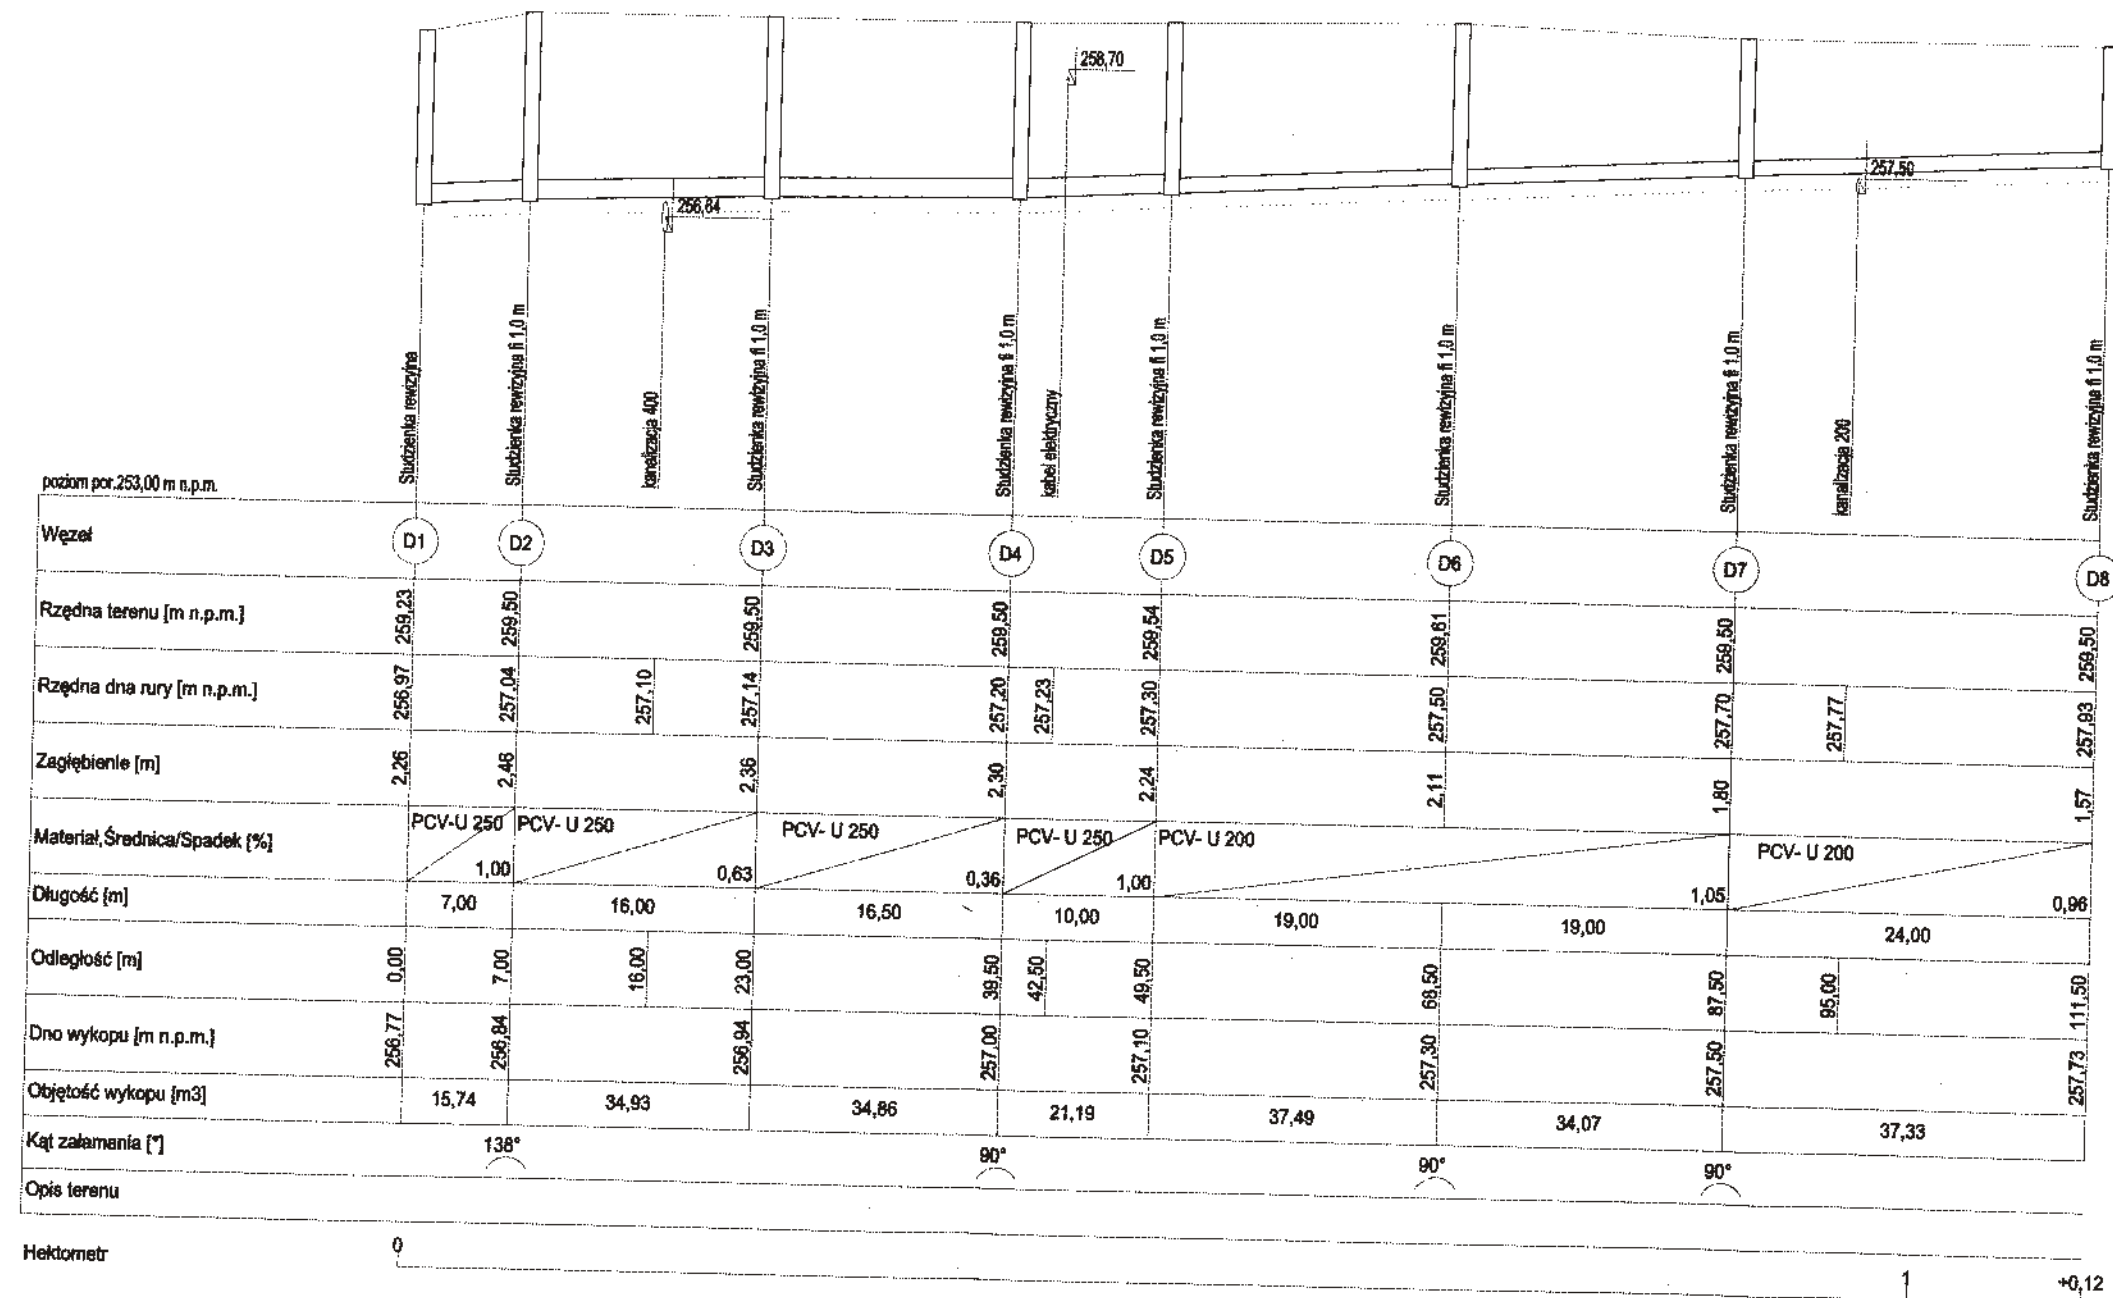 258,70
257,50
256,64
Studzienka rewizyjna
Studzienka rewizyjna fi 1,0 m
kanalizacja 400
Studzienka rewizyjna fi 1,0 m
Studzienka rewizyjna fi 1,0 m
kabel elektryczny
Studzienka rewizyjna fi 1,0 m
Studzienka rewizyjna fi 1,0 m
Studzienka rewizyjna fi 1,0 m
kanalizacja 200
Studzienka rewizyjna fi 1,0 m
poziom por.253,00 m n.p.m.
Węzeł D1 D2 D3 D4 D5 D6 D7 D8
Rzędna terenu [m n.p.m.] 259,23 259,50 259,50 259,50 259,54 259,61 259,50 259,50
Rzędna dna rury [m n.p.m.] 256,97 257,04 257,10 257,14 257,20 257,23 257,30 257,50 257,70 257,77 257,93
Zagłębienie [m] 2,26 2,46 2,36 2,30 2,24 2,11 1,80 1,57
Materiał,Średnica/Spadek [%] PCV-U 250 1,00 PCV- U 250 0,63 PCV- U 250 0,36 PCV- U 250 1,00 PCV- U 200 1,05 PCV- U 200 0,96
Długość [m] 7,00 16,00 16,50 10,00 19,00 19,00 24,00
Odległość [m] 0,00 7,00 16,00 23,00 39,50 42,50 49,50 68,50 87,50 95,00 111,50
Dno wykopu [m n.p.m.] 256,77 256,84 256,94 257,00 257,10 257,30 257,50 257,73
Objętość wykopu [m3] 15,74 34,93 34,86 21,19 37,49 34,07 37,33
Kąt załamania [°] 138° 90° 90° 90°
Opis terenu
Hektometr 0 1 +0,12